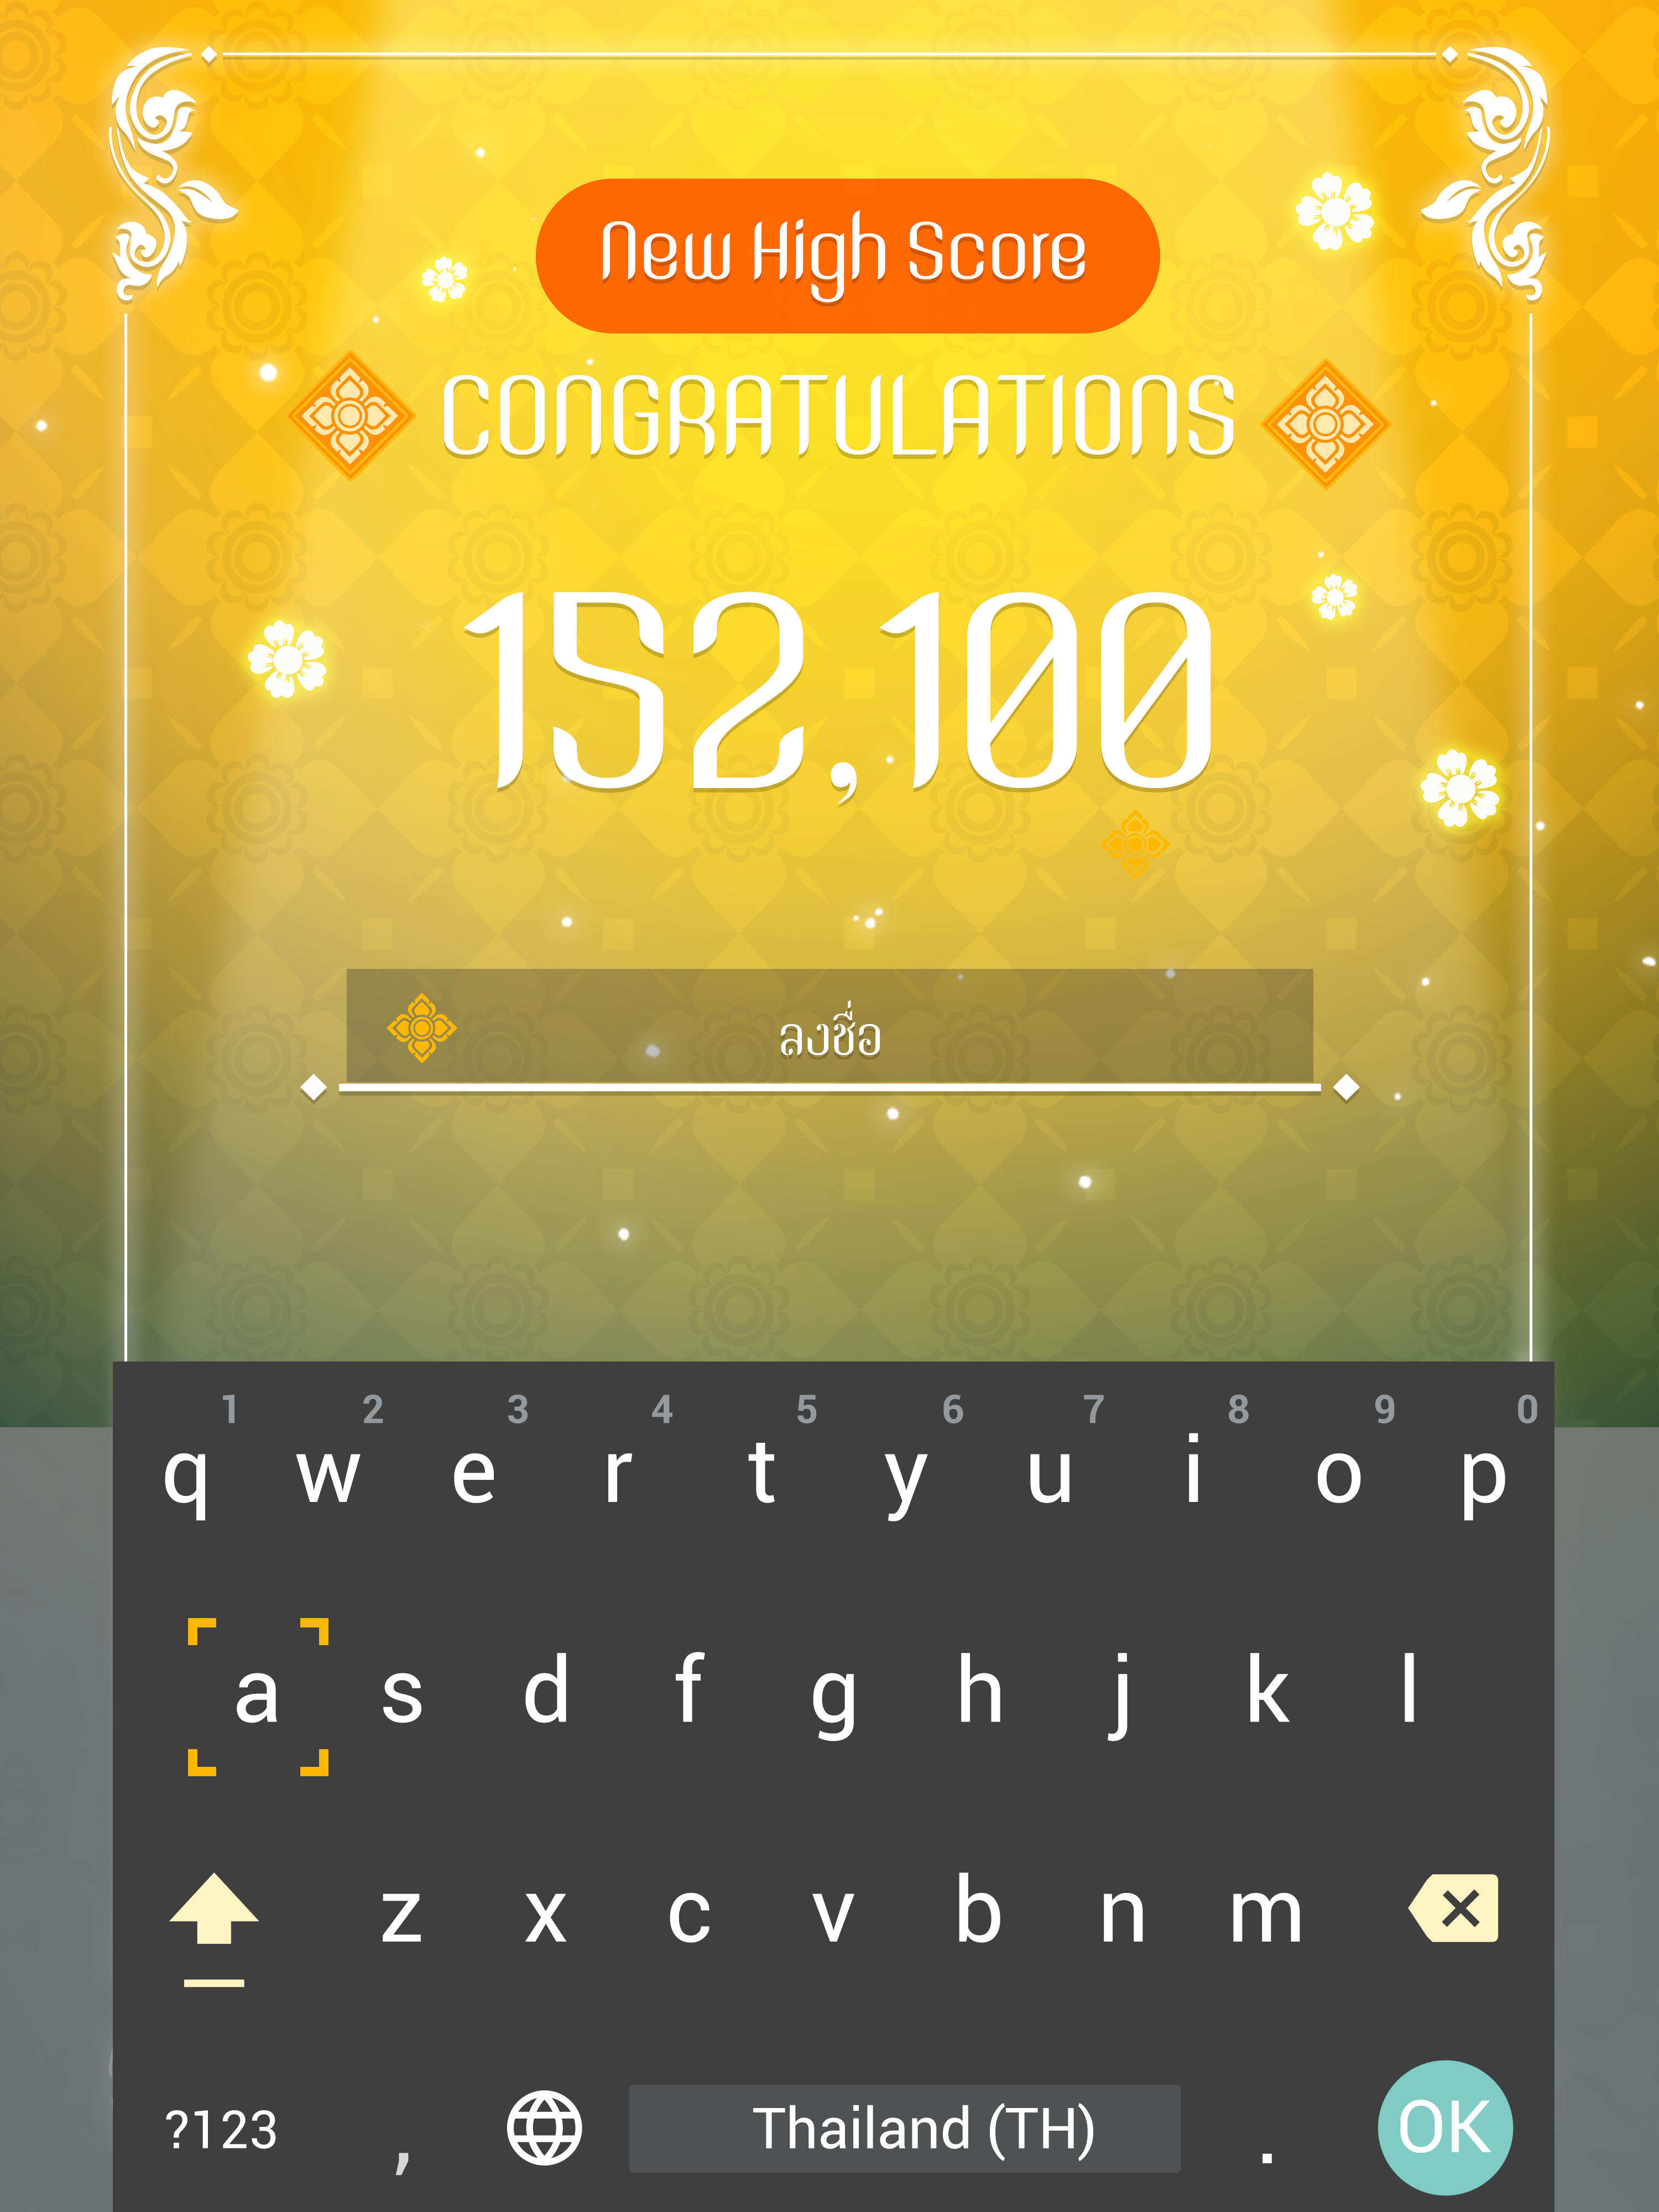 New High Score
CONGRATULATIONS
152,100
ลงชื่อ
1 2 3 4 5 6 7 8 9 0
q w e r t y u i o p
a s d f g h j k l
z x c v b n m
?123 , Thailand (TH) . OK